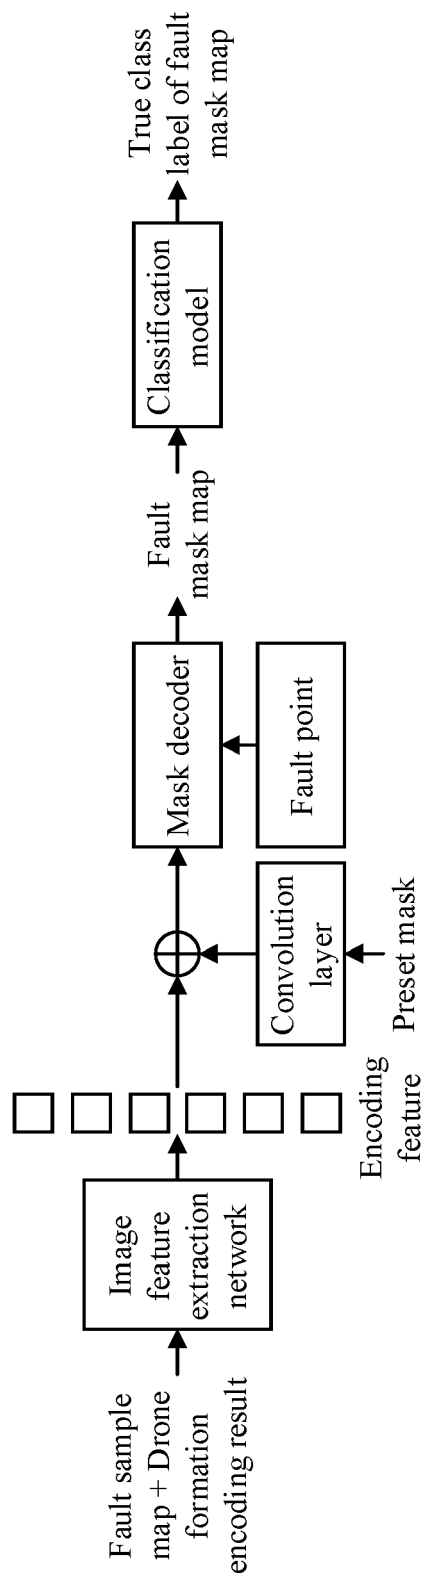 Fault sample
map + Drone
formation
encoding result
Image
feature
extraction
network
Encoding
feature
Preset mask
Convolution
layer
Fault point
Mask decoder
Fault
mask map
Classification
model
True class
label of fault
mask map